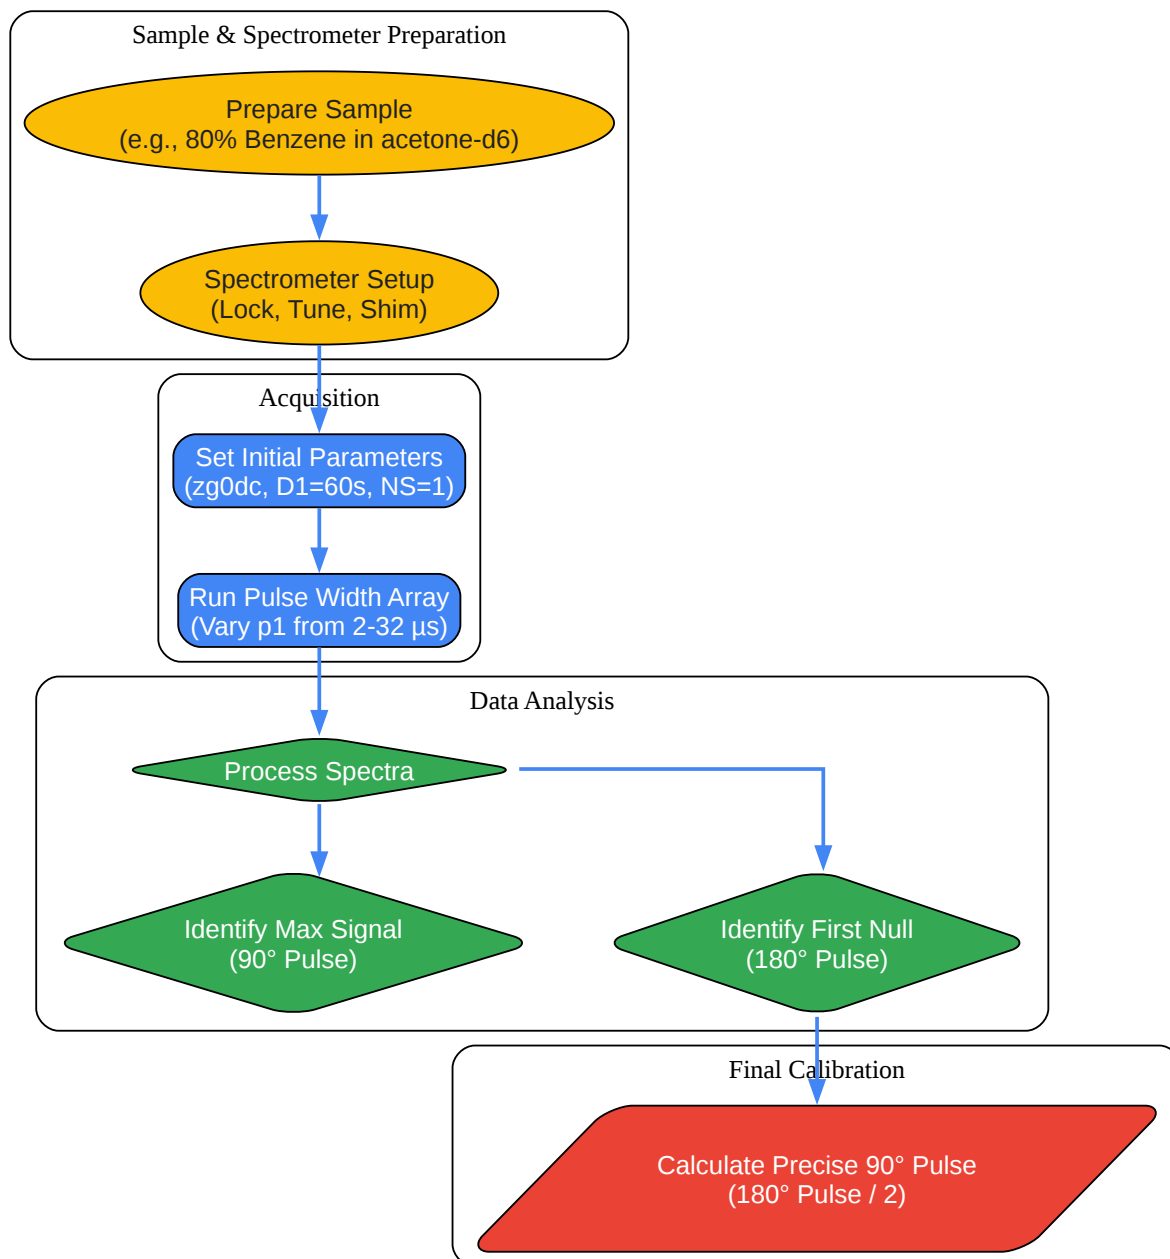 Sample & Spectrometer Preparation
Prepare Sample
(e.g., 80% Benzene in acetone-d6)
Spectrometer Setup
(Lock, Tune, Shim)
Acquisition
Set Initial Parameters
(zg0dc, D1=60s, NS=1)
Run Pulse Width Array
(Vary p1 from 2-32 µs)
Data Analysis
Process Spectra
Identify Max Signal
(90° Pulse)
Identify First Null
(180° Pulse)
Final Calibration
Calculate Precise 90° Pulse
(180° Pulse / 2)